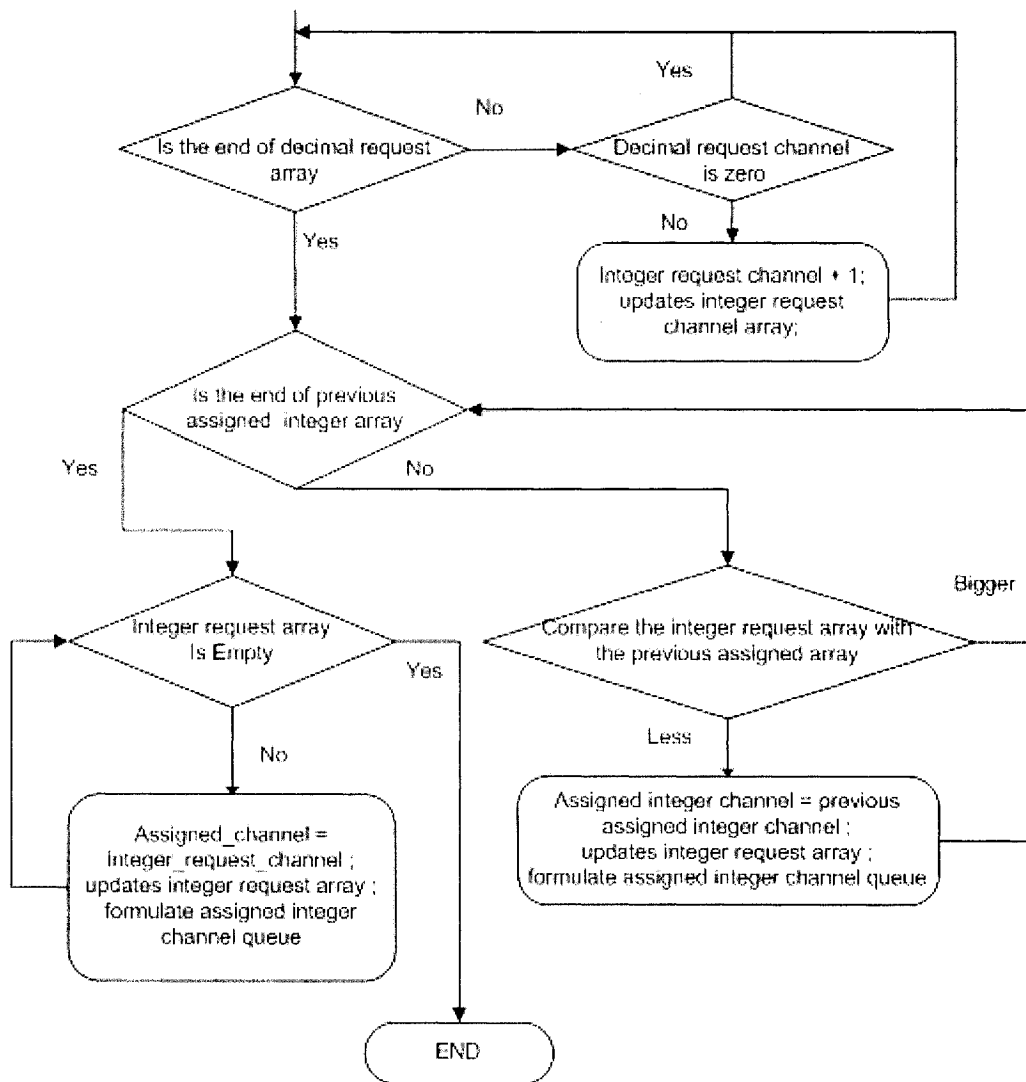 Yes
No
Is the end of decimal request
array
Decimal request channel
is zero
No
Yes
Integer request channel + 1;
updates integer request
channel array;
Is the end of previous
assigned integer array
Yes
No
Bigger
Integer request array
Is Empty
Compare the integer request array with
the previous assigned array
Yes
Less
No
Assigned integer channel = previous
assigned integer channel ;
updates integer request array ;
formulate assigned integer channel queue
Assigned_channel =
integer_request_channel ;
updates integer request array ;
formulate assigned integer
channel queue
END